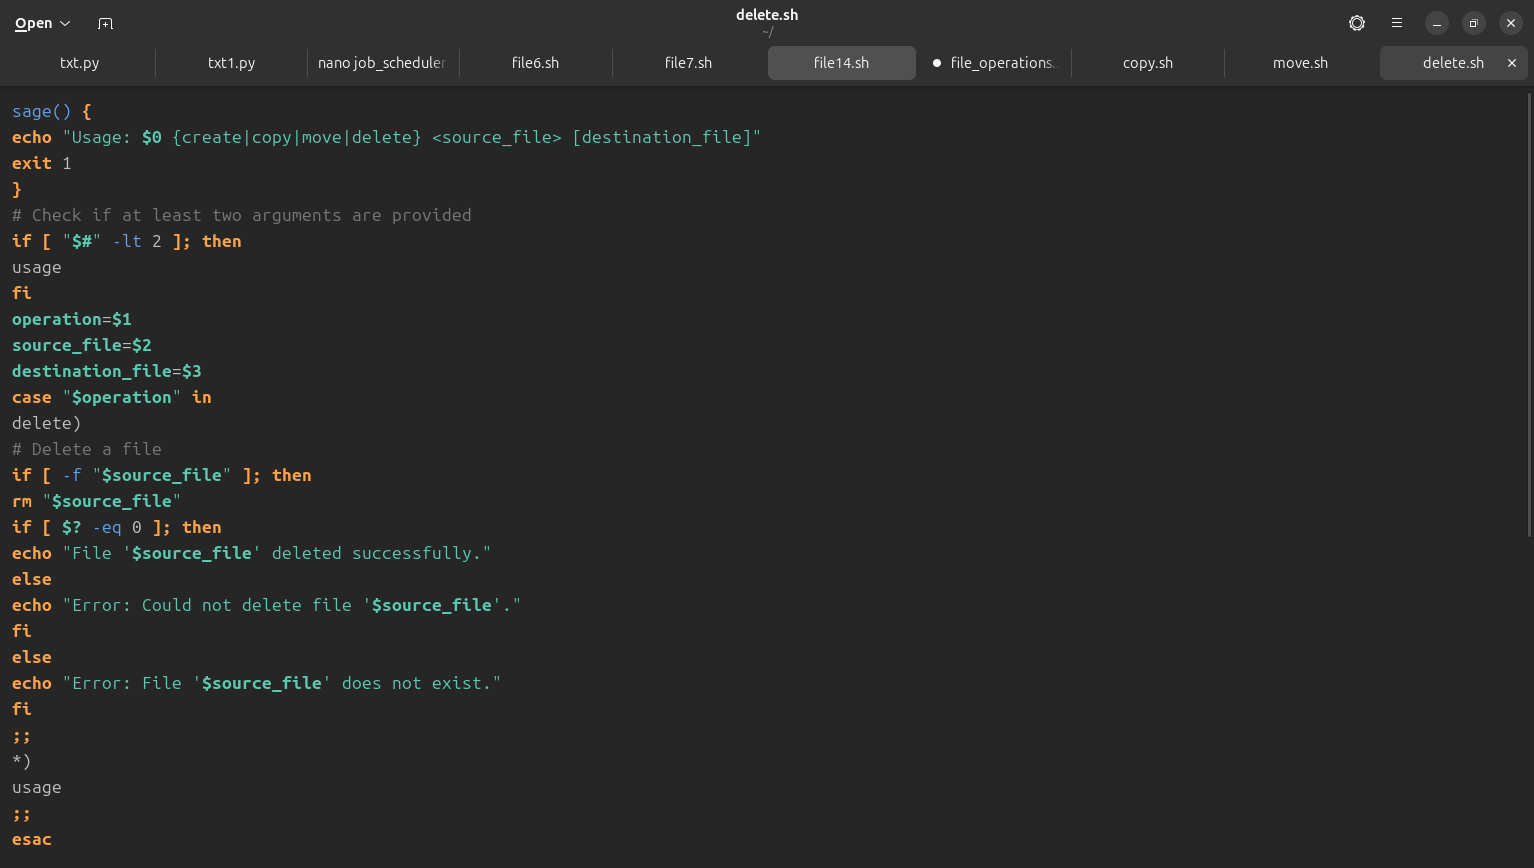 Open
delete.sh
~/
txt.py
txt1.py
nano job_scheduler
file6.sh
file7.sh
file14.sh
file_operations.
copy.sh
move.sh
delete.sh
sage() {
echo "Usage: $0 {create|copy|move|delete} <source_file> [destination_file]"
exit 1
}
# Check if at least two arguments are provided
if [ "$#" -lt 2 ]; then
usage
fi
operation=$1
source_file=$2
destination_file=$3
case "$operation" in
delete)
# Delete a file
if [ -f "$source_file" ]; then
rm "$source_file"
if [ $? -eq 0 ]; then
echo "File '$source_file' deleted successfully."
else
echo "Error: Could not delete file '$source_file'."
fi
else
echo "Error: File '$source_file' does not exist."
fi
;;
*)
usage
;;
esac